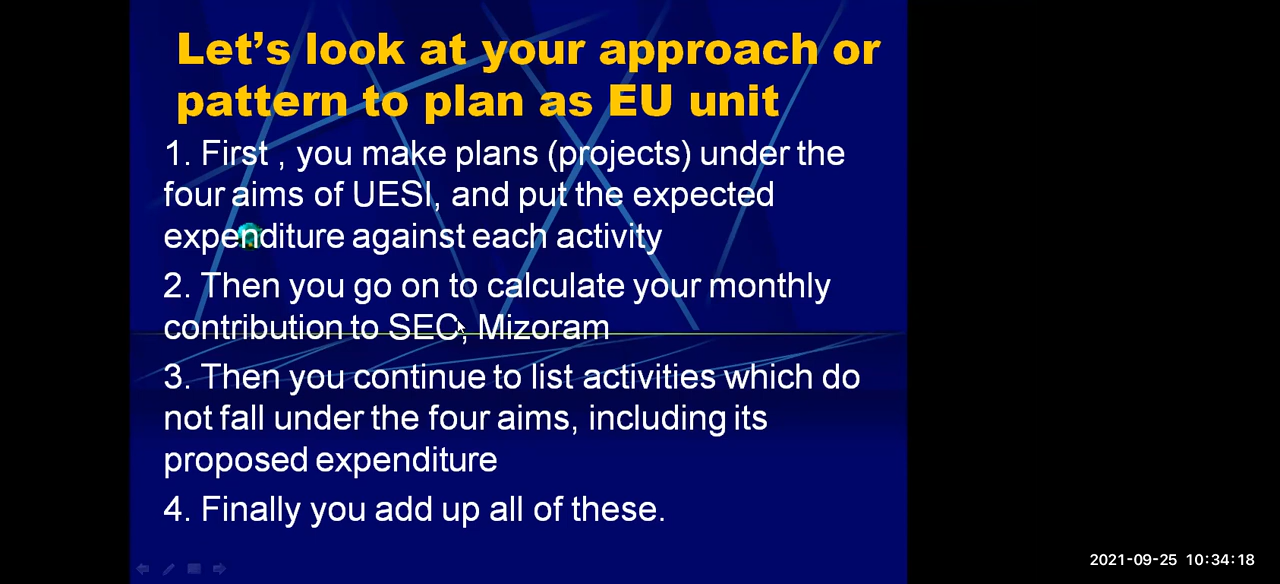 Let’s look at your approach or
pattern to plan as EU unit
1. First , you make plans (projects) under the
four aims of UESI, and put the expected
expenditure against each activity
2. Then you go on to calculate your monthly
contribution to SEC, Mizoram
3. Then you continue to list activities which do
not fall under the four aims, including its
proposed expenditure
4. Finally you add up all of these.
2021-09-25 10:34:18